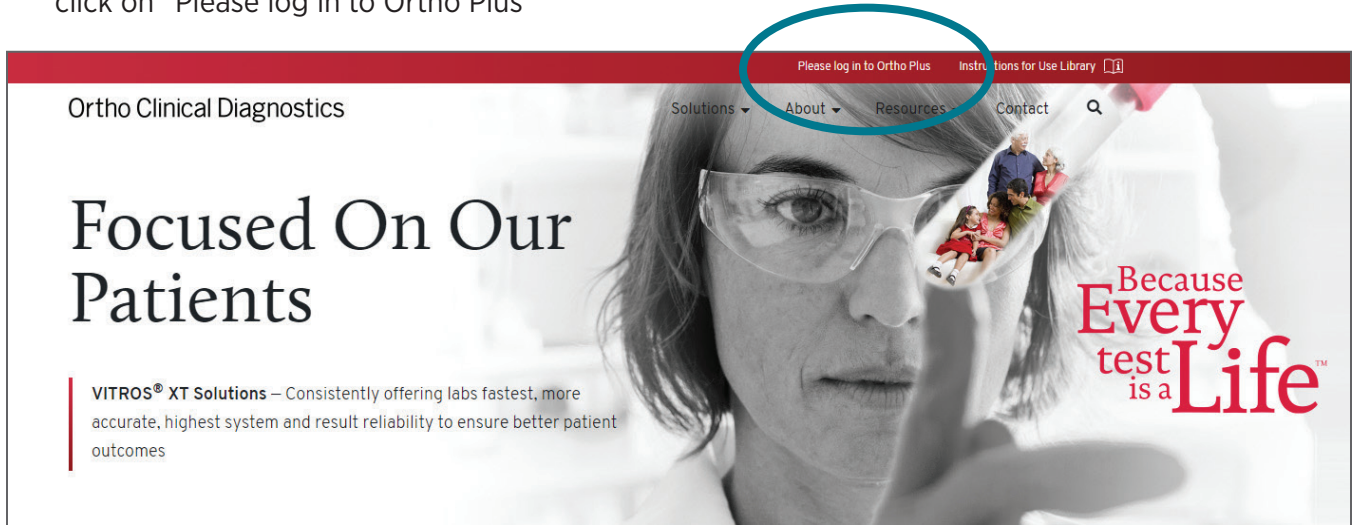 click on “Please log in to Ortho Plus”
Please log in to Ortho Plus Instructions for Use Library
Ortho Clinical Diagnostics
Solutions About Resources Contact
Focused On Our
Patients
Because
Every
test
is a Life™
VITROS® XT Solutions – Consistently offering labs fastest, more
accurate, highest system and result reliability to ensure better patient
outcomes